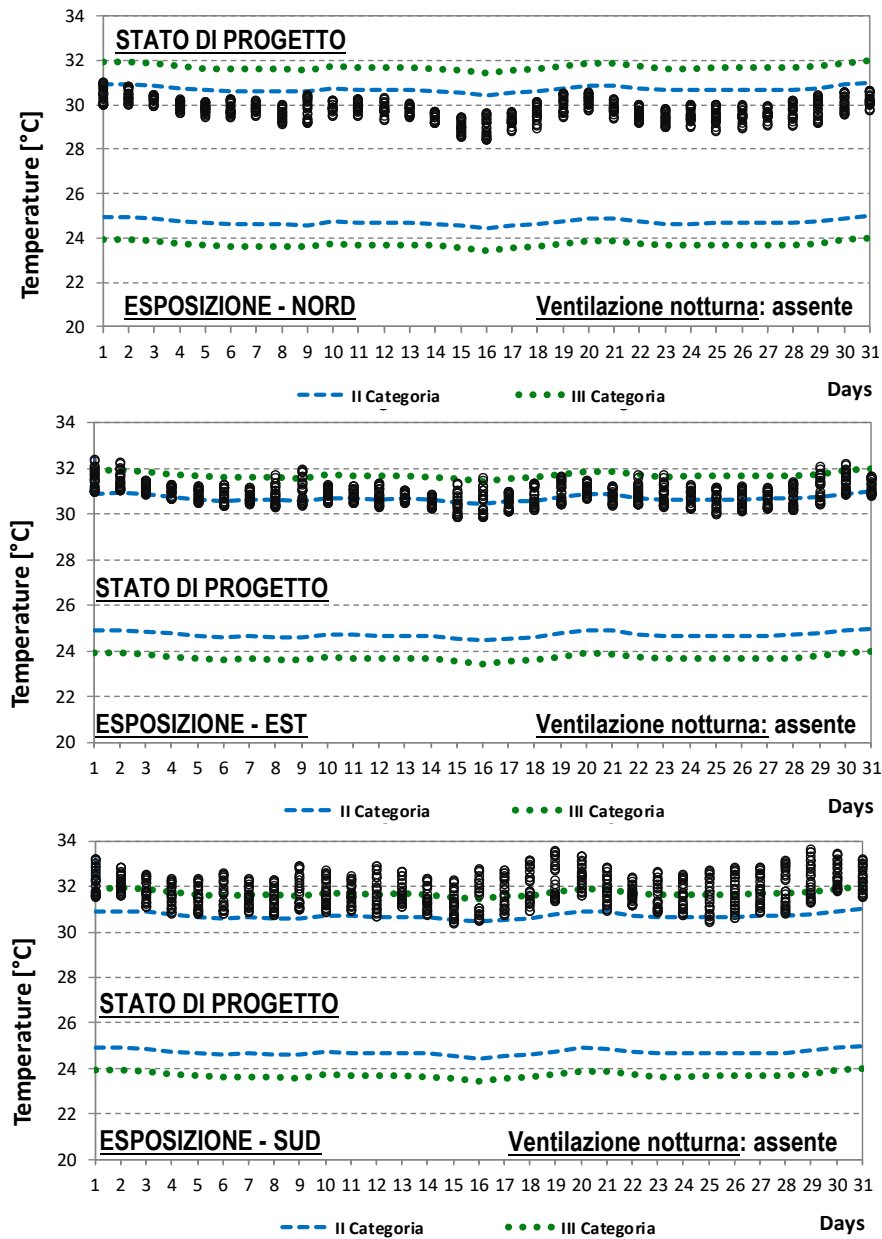 34
32
30
28
26
24
22
20
Temperature [°C]
STATO DI PROGETTO
ESPOSIZIONE - NORD
Ventilazione notturna: assente
1 2 3 4 5 6 7 8 9 10 11 12 13 14 15 16 17 18 19 20 21 22 23 24 25 26 27 28 29 30 31
II Categoria
III Categoria
Days
34
32
30
28
26
24
22
20
Temperature [°C]
STATO DI PROGETTO
ESPOSIZIONE - EST
Ventilazione notturna: assente
1 2 3 4 5 6 7 8 9 10 11 12 13 14 15 16 17 18 19 20 21 22 23 24 25 26 27 28 29 30 31
II Categoria
III Categoria
Days
34
32
30
28
26
24
22
20
Temperature [°C]
STATO DI PROGETTO
ESPOSIZIONE - SUD
Ventilazione notturna: assente
1 2 3 4 5 6 7 8 9 10 11 12 13 14 15 16 17 18 19 20 21 22 23 24 25 26 27 28 29 30 31
II Categoria
III Categoria
Days